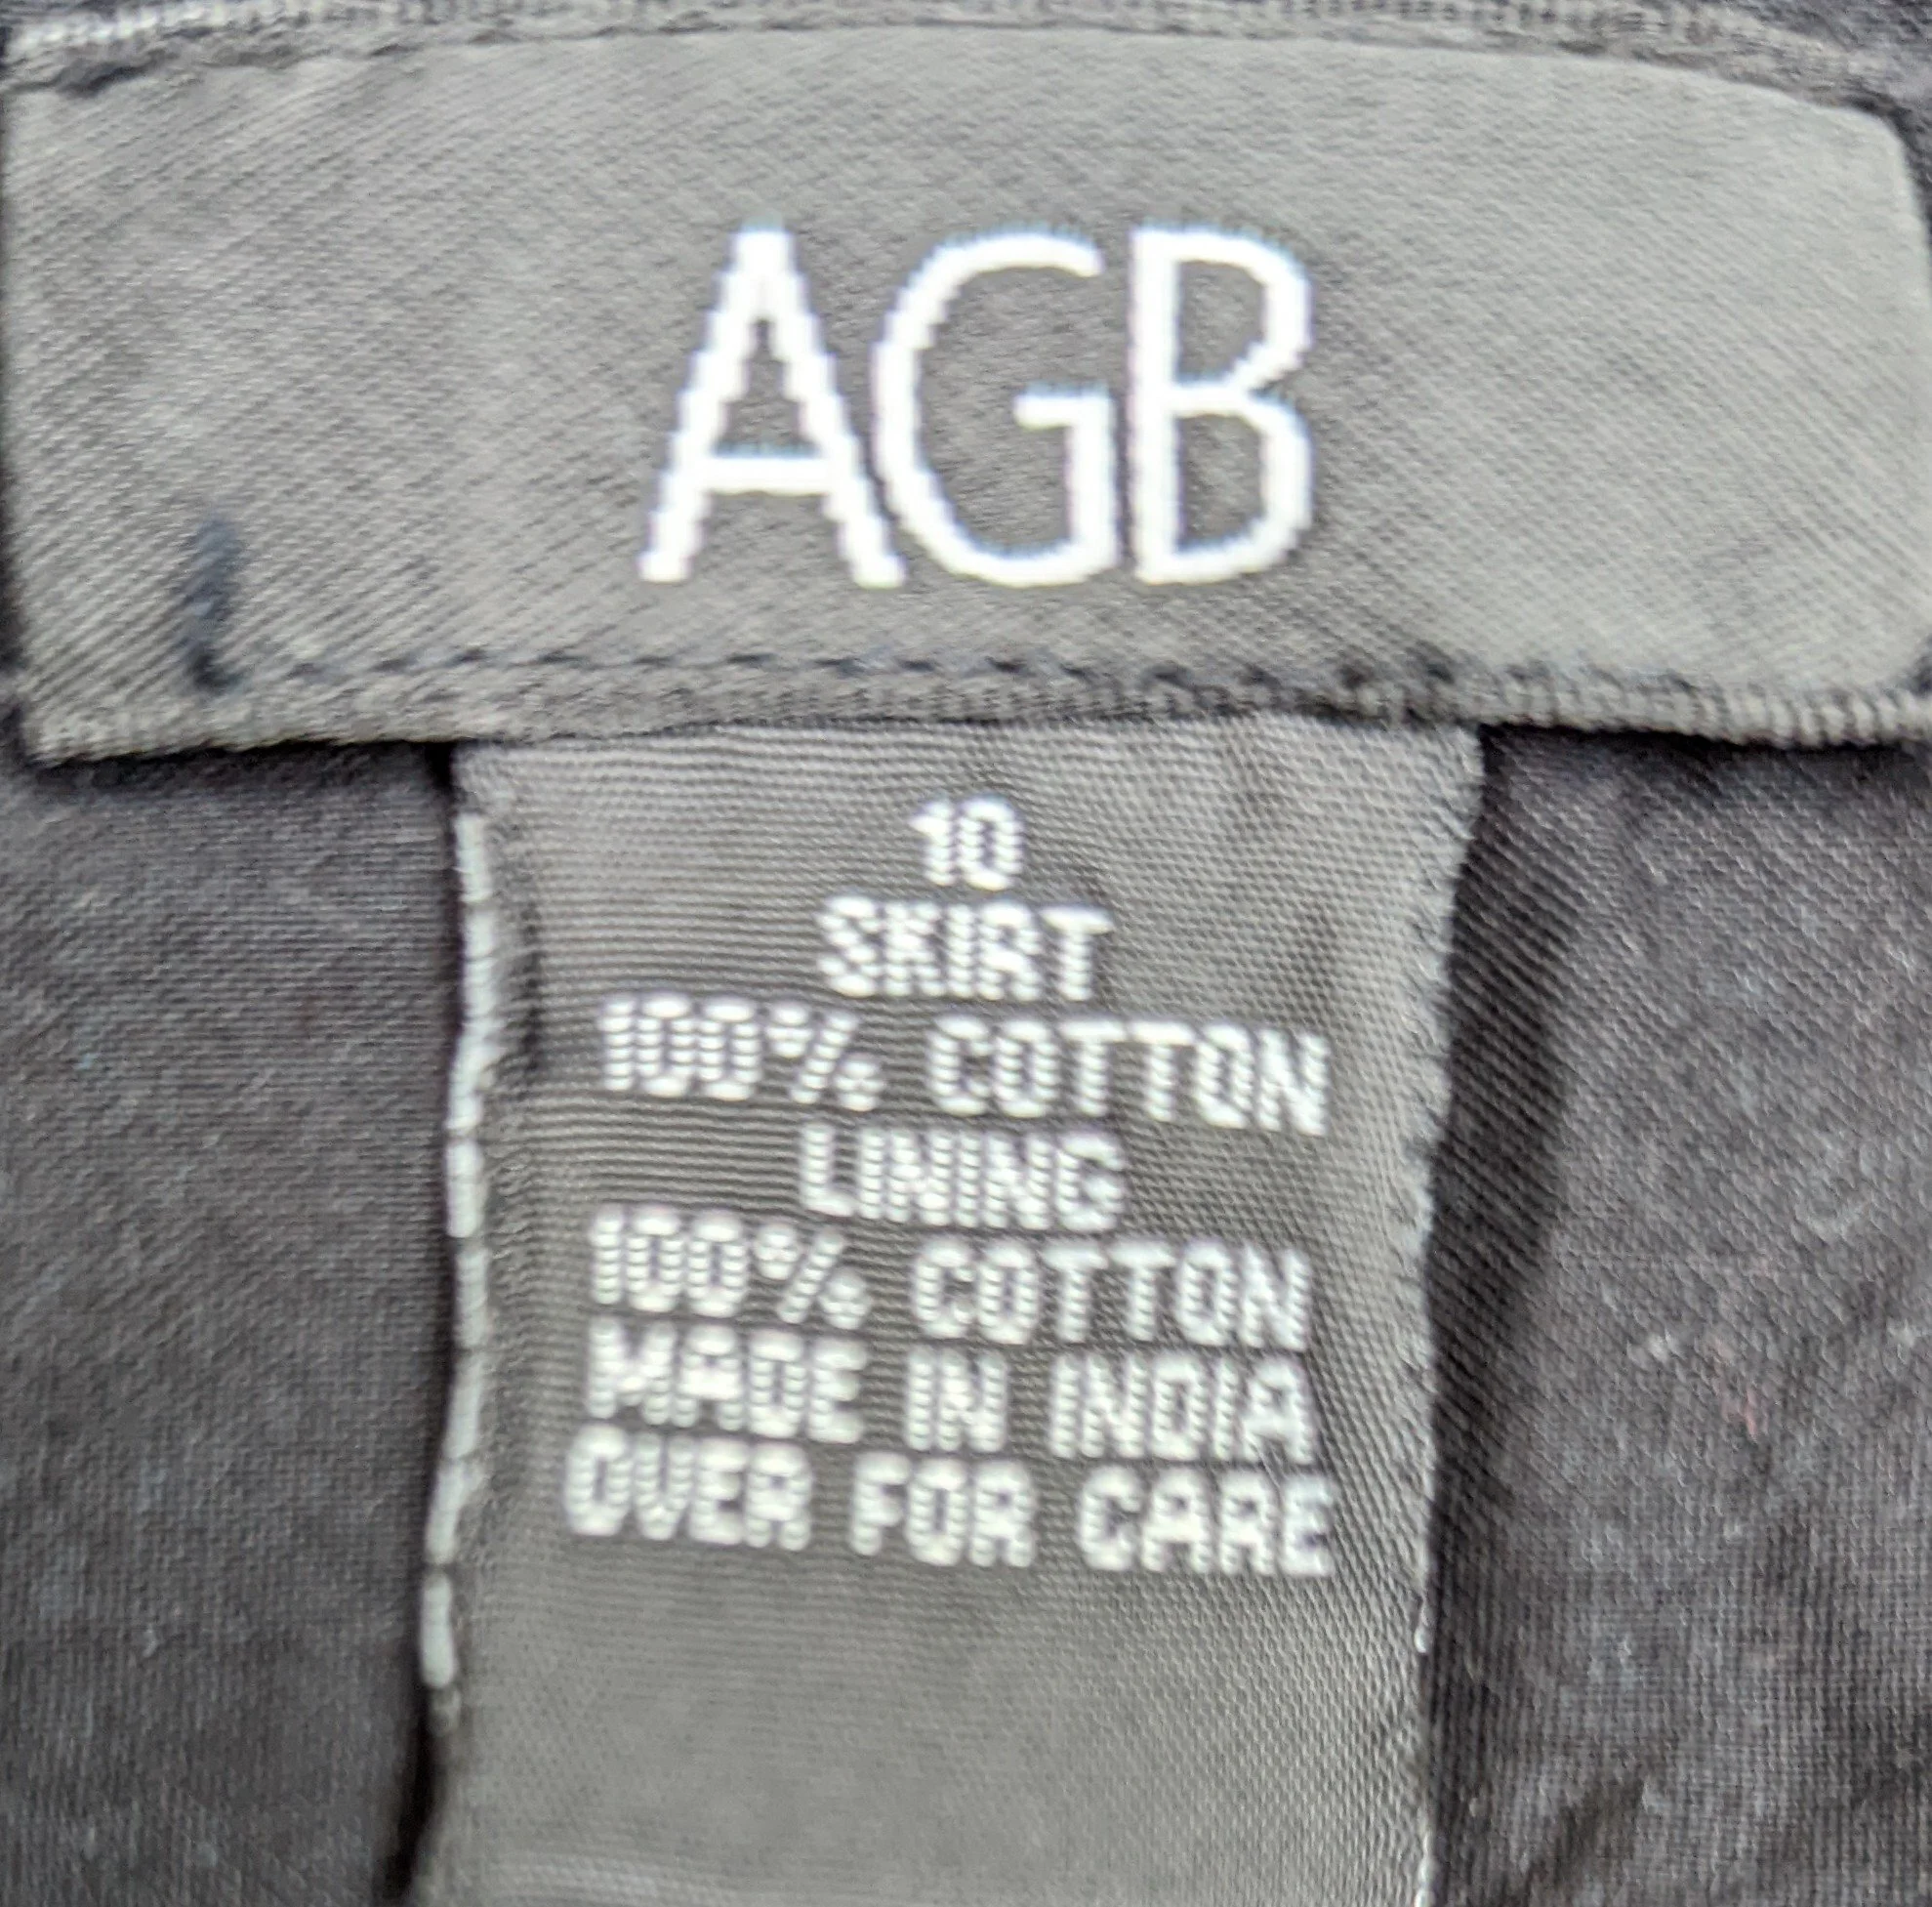 AGB
10
SKIRT
100% COTTON
LINING
100% COTTON
MADE IN INDIA
OVER FOR CARE